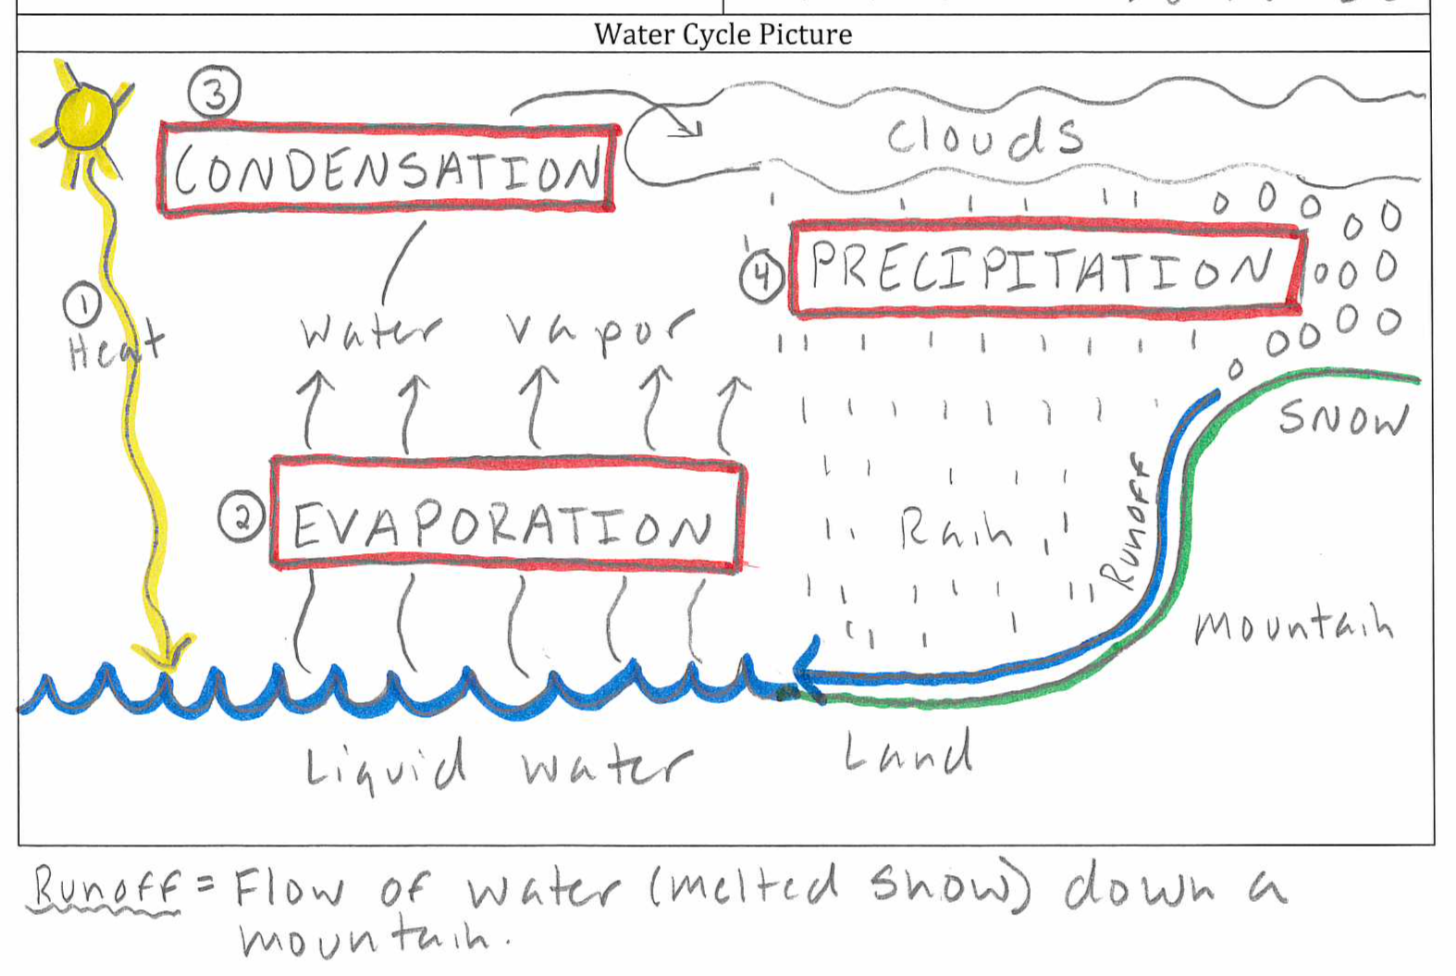 Water Cycle Picture
③
CONDENSATION
Clouds
④ PRECIPITATION
①
Heat
Water vapor
SNOW
② EVAPORATION
Rain
RUNOFF
Mountain
Liquid water
Land
Runoff = Flow of water (melted snow) down a
mountain.